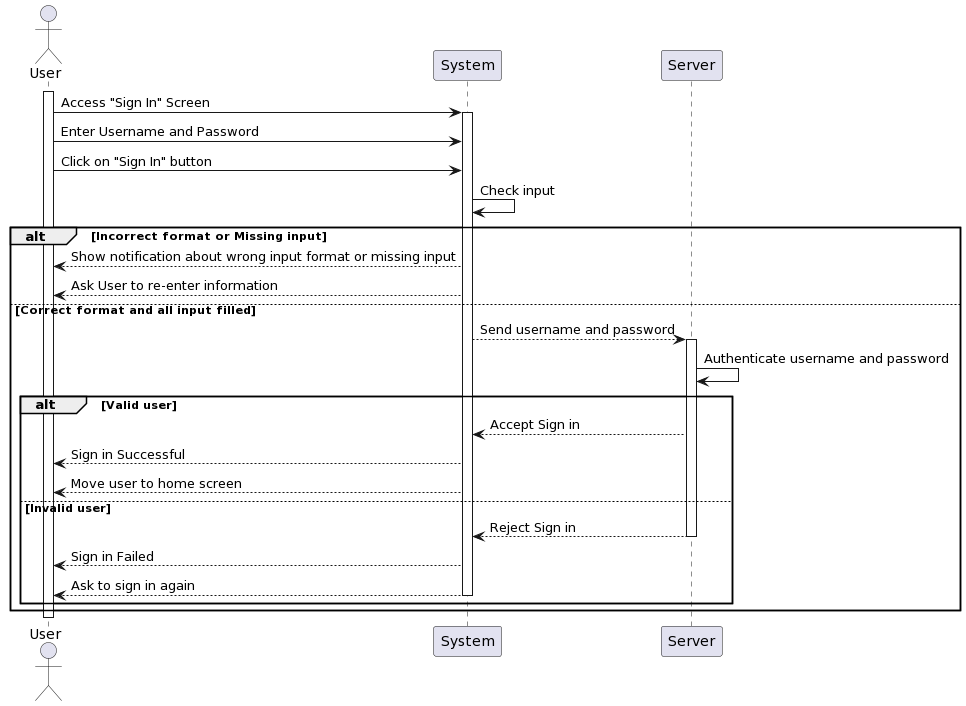 User
System
Server
Access "Sign In" Screen
Enter Username and Password
Click on "Sign In" button
Check input
alt
[Incorrect format or Missing input]
Show notification about wrong input format or missing input
Ask User to re-enter information
[Correct format and all input filled]
Send username and password
Authenticate username and password
alt
[Valid user]
Accept Sign in
Sign in Successful
Move user to home screen
[Invalid user]
Reject Sign in
Sign in Failed
Ask to sign in again
User
System
Server